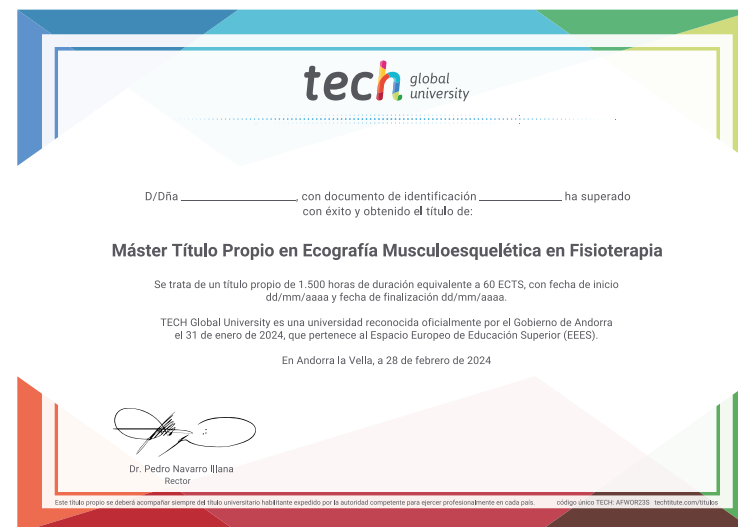 tech global university
D/Dña ______________, con documento de identificación __________ ha superado
con éxito y obtenido el título de:
Máster Título Propio en Ecografía Musculoesquelética en Fisioterapia
Se trata de un título propio de 1.500 horas de duración equivalente a 60 ECTS, con fecha de inicio
dd/mm/aaaa y fecha de finalización dd/mm/aaaa.
TECH Global University es una universidad reconocida oficialmente por el Gobierno de Andorra
el 31 de enero de 2024, que pertenece al Espacio Europeo de Educación Superior (EEES).
En Andorra la Vella, a 28 de febrero de 2024
Dr. Pedro Navarro Illana
Rector
Este título propio se deberá acompañar siempre del título universitario habilitante expedido por la autoridad competente para ejercer profesionalmente en cada país. código único TECH: AFWOR23S techtitute.com/titulos